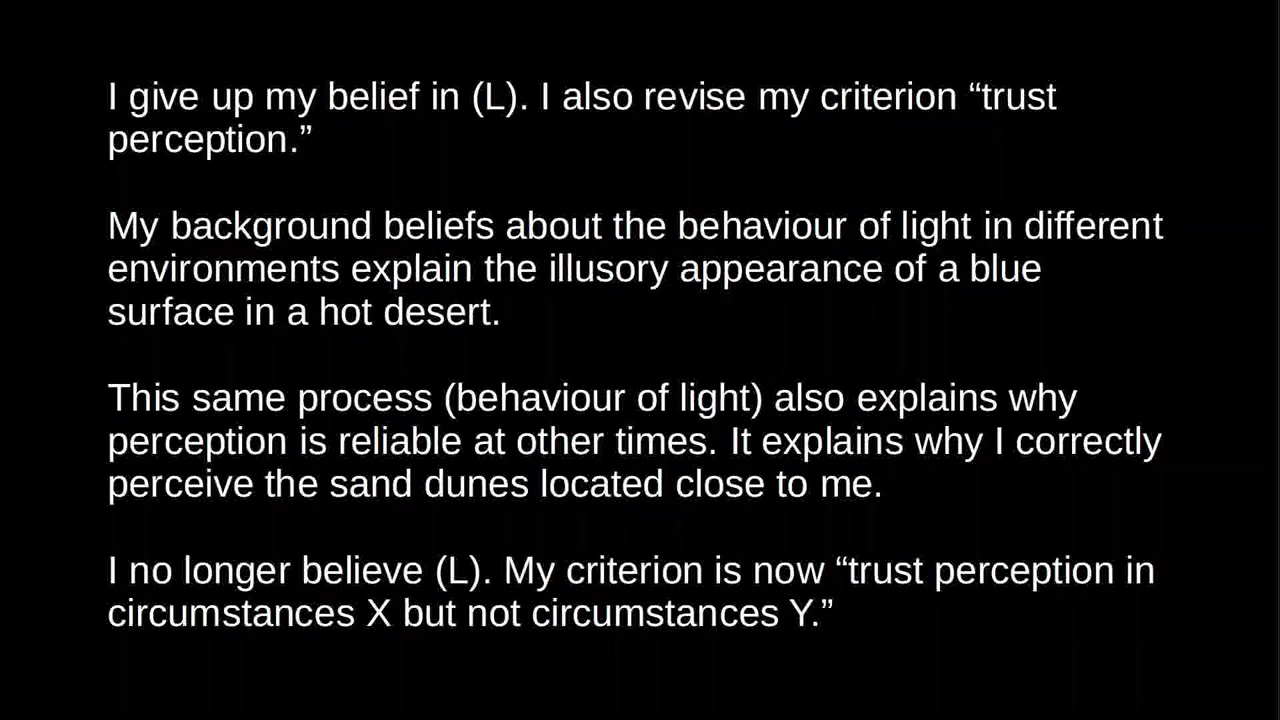 I give up my belief in (L). I also revise my criterion “trust
perception.”
My background beliefs about the behaviour of light in different
environments explain the illusory appearance of a blue
surface in a hot desert.
This same process (behaviour of light) also explains why
perception is reliable at other times. It explains why I correctly
perceive the sand dunes located close to me.
I no longer believe (L). My criterion is now “trust perception in
circumstances X but not circumstances Y.”